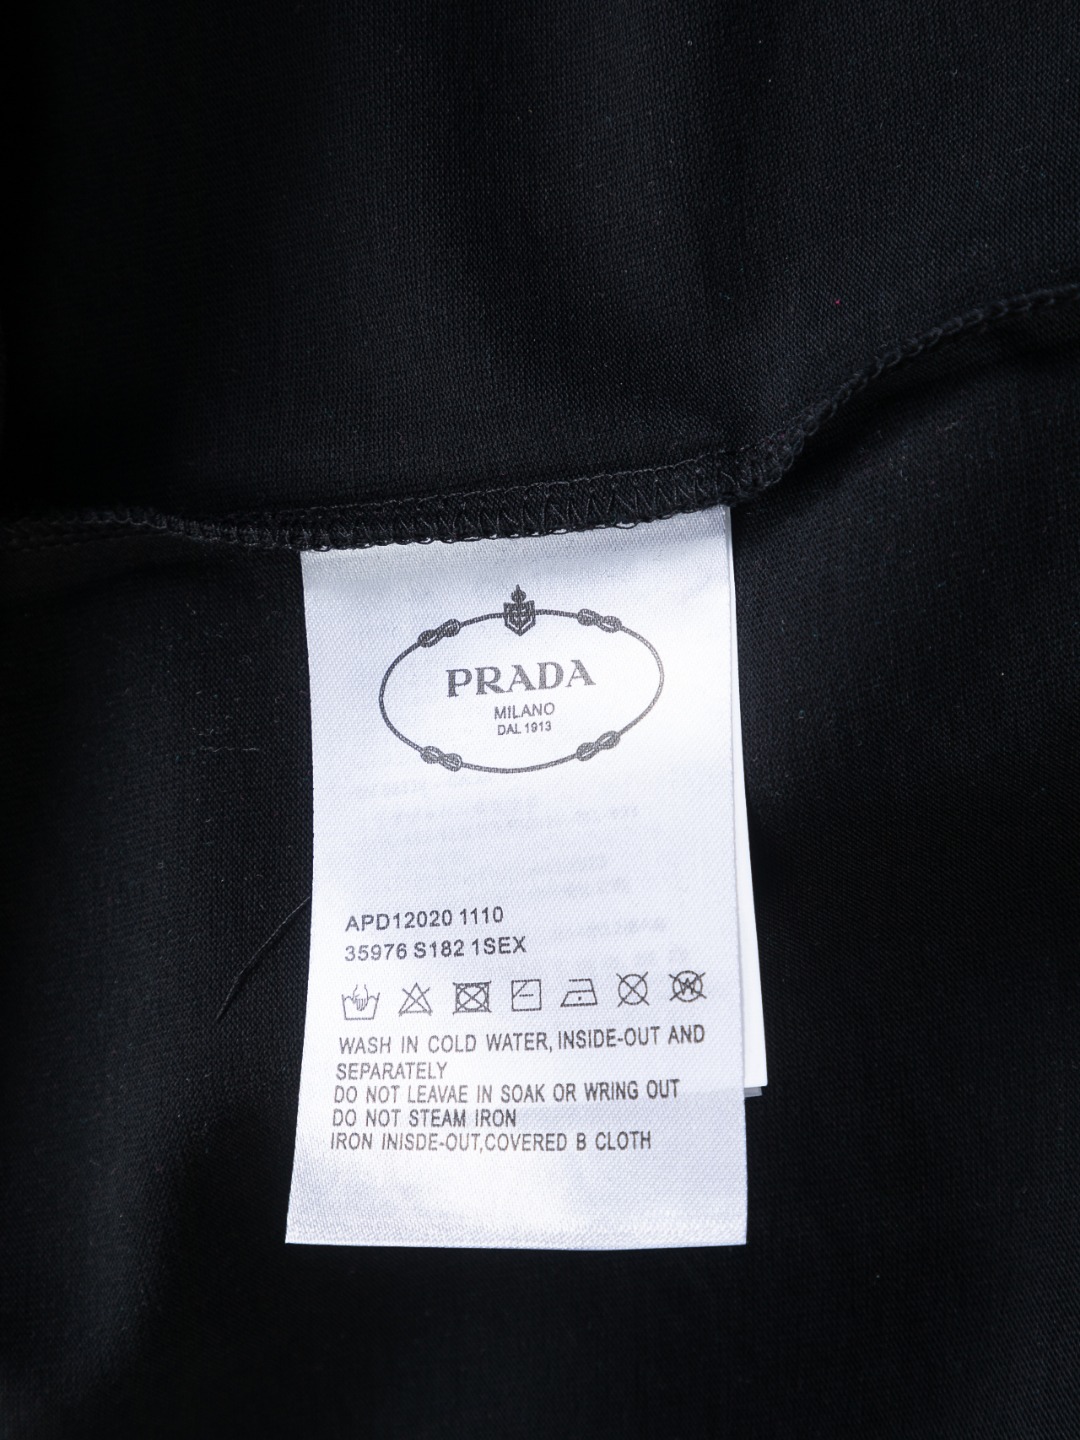 PRADA
MILANO
DAL 1913
APD12020 1110
35976 S182 1SEX
WASH IN COLD WATER, INSIDE-OUT AND
SEPARATELY
DO NOT LEAVAE IN SOAK OR WRING OUT
DO NOT STEAM IRON
IRON INISDE-OUT,COVERED B CLOTH